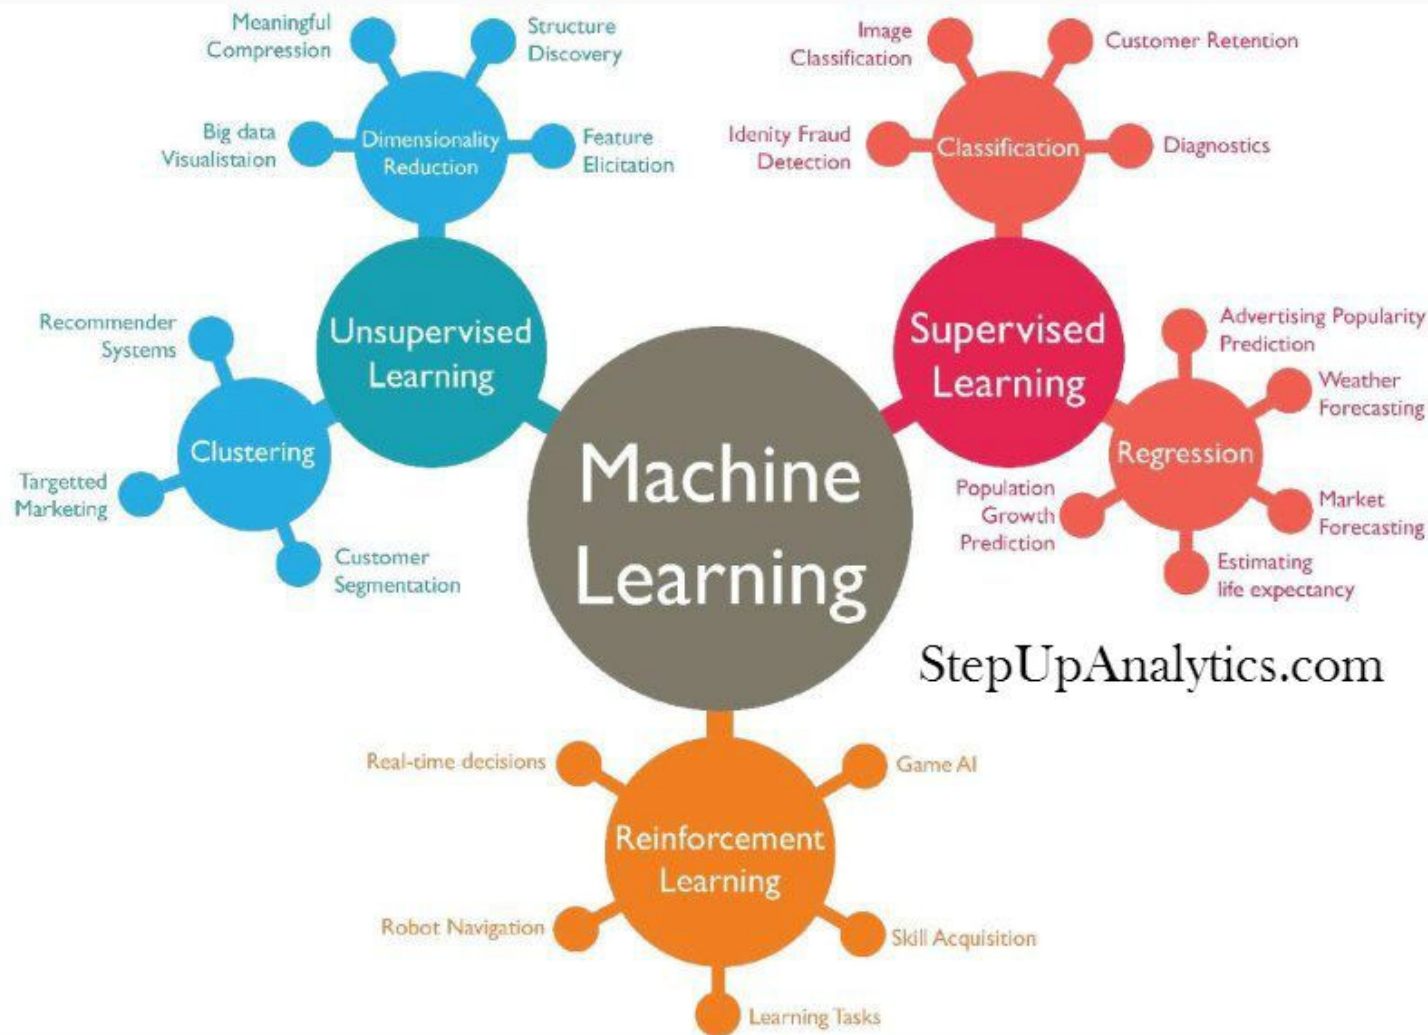 Meaningful
Compression
Structure
Discovery
Big data
Visualistaion
Dimensionality
Reduction
Feature
Elicitation
Image
Classification
Customer Retention
Idenity Fraud
Detection
Classification
Diagnostics
Unsupervised
Learning
Recommender
Systems
Clustering
Targetted
Marketing
Customer
Segmentation
Supervised
Learning
Advertising Popularity
Prediction
Weather
Forecasting
Regression
Population
Growth
Prediction
Market
Forecasting
Estimating
life expectancy
Machine
Learning
StepUpAnalytics.com
Real-time decisions
Game AI
Reinforcement
Learning
Robot Navigation
Skill Acquisition
Learning Tasks